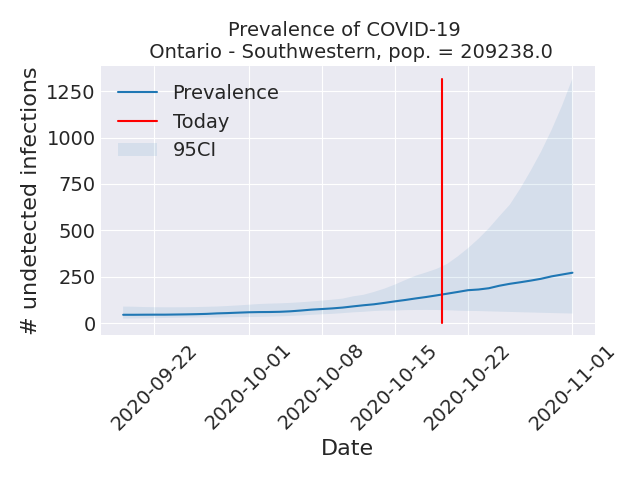 Prevalence of COVID-19
Ontario - Southwestern, pop. = 209238.0
# undetected infections
1250
1000
750
500
250
0
Prevalence
Today
95CI
2020-09-22
2020-10-01
2020-10-08
2020-10-15
2020-10-22
2020-11-01
Date